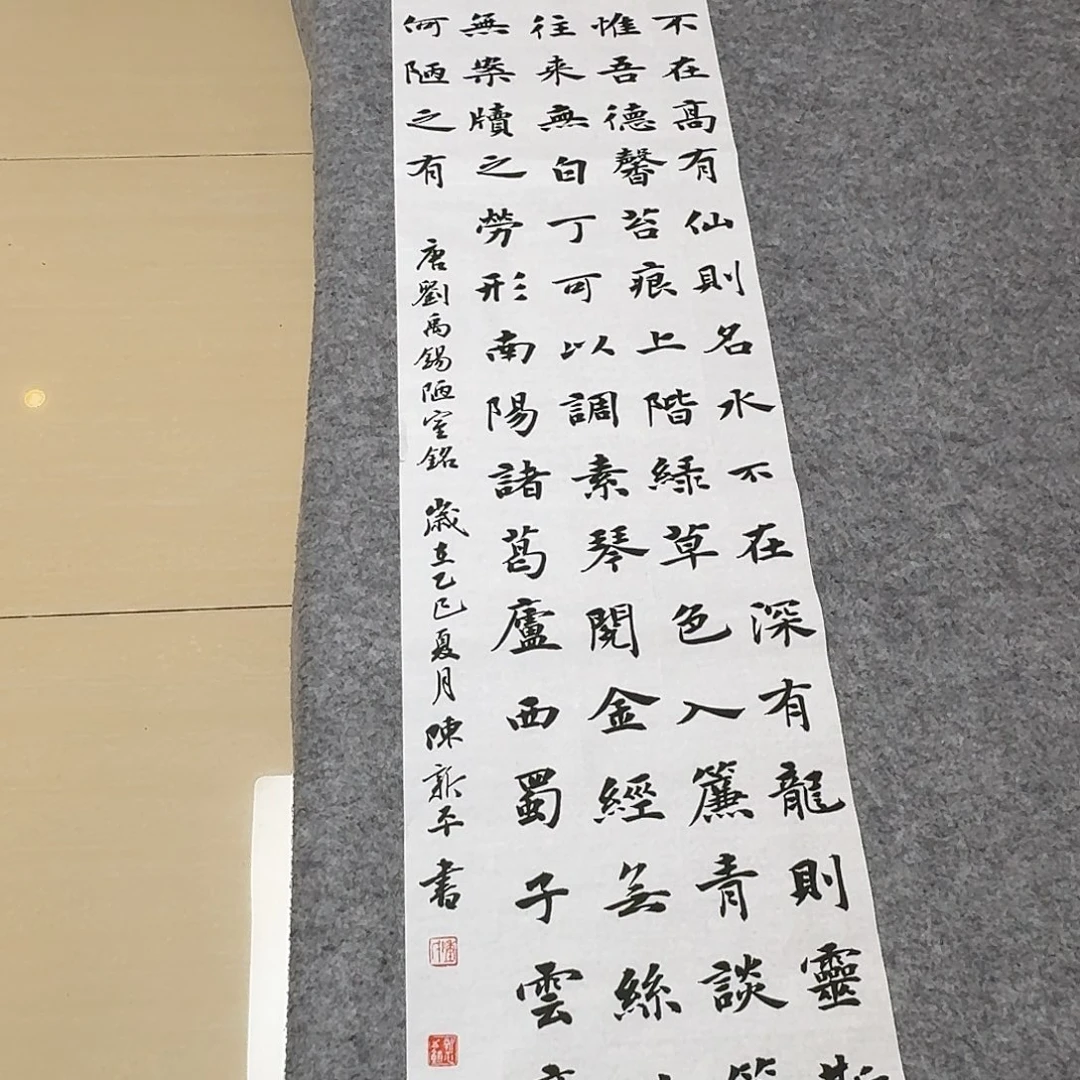 不在高有仙則名水不在深有龍則靈
惟吾德馨苔痕上階綠草色入簾青談
往來無白丁可以調素琴閱金經無絲
無案牘之勞形南陽諸葛廬西蜀子雲
何陋之有 唐劉禹錫陋室銘 歲在乙巳夏月陳新平書